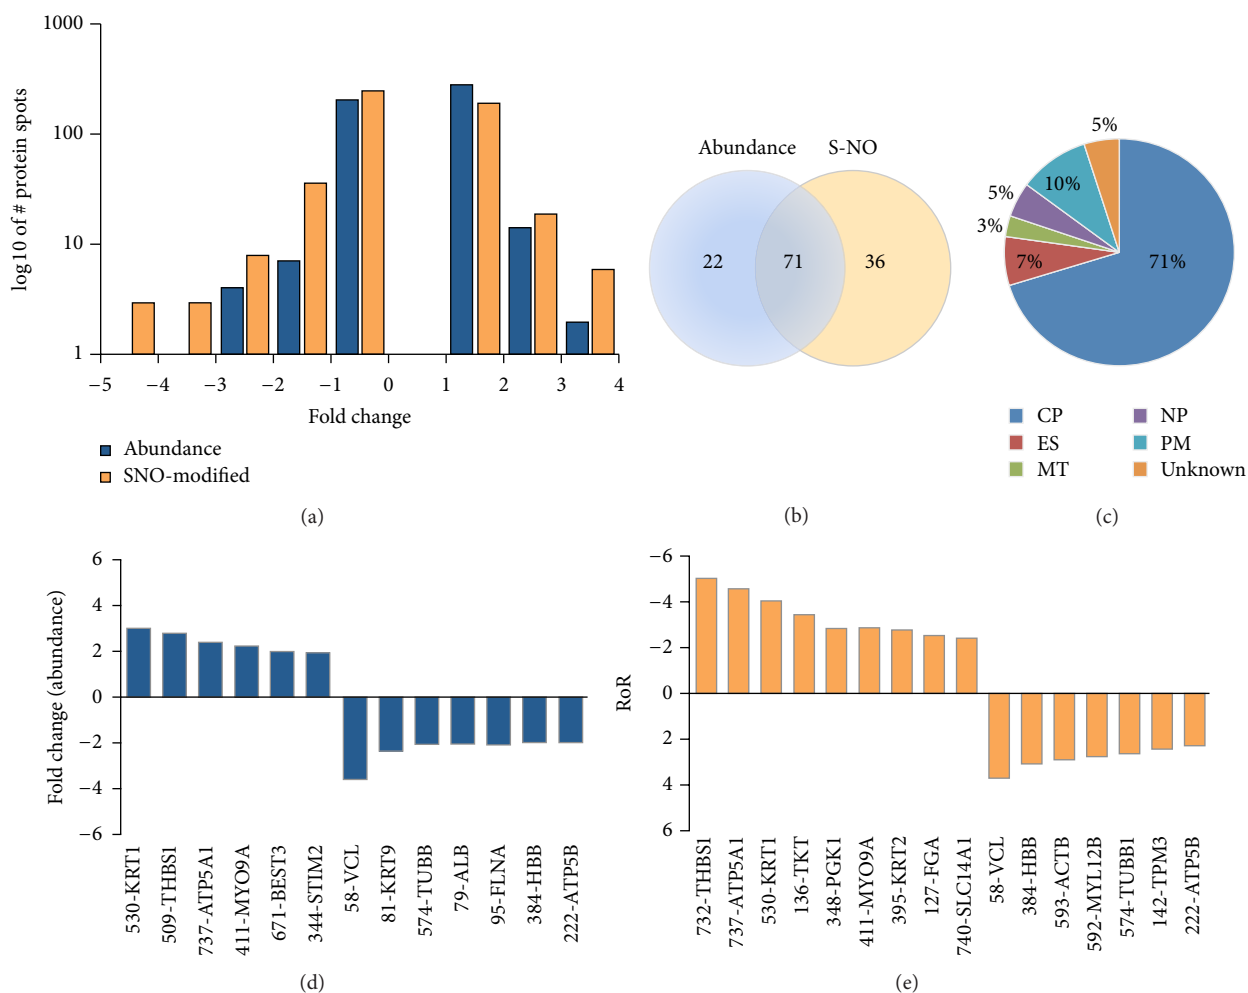 1000
100
10
1
log10 of # protein spots
−5 −4 −3 −2 −1 0 1 2 3 4
Fold change
Abundance
SNO-modified
(a)
Abundance S-NO
22 71 36
(b)
5%
10%
5%
3%
7%
71%
CP NP
ES PM
MT Unknown
(c)
6
4
2
0
−2
−4
−6
Fold change (abundance)
530-KRT1
509-THBS1
737-ATP5A1
411-MYO9A
671-BEST3
344-STIM2
58-VCL
81-KRT9
574-TUBB
79-ALB
95-FLNA
384-HBB
222-ATP5B
(d)
−6
−4
−2
0
2
4
6
RoR
732-THBS1
737-ATP5A1
530-KRT1
136-TKT
348-PGK1
411-MYO9A
395-KRT2
127-FGA
740-SLC14A1
58-VCL
384-HBB
593-ACTB
592-MYL12B
574-TUBB1
142-TPM3
222-ATP5B
(e)